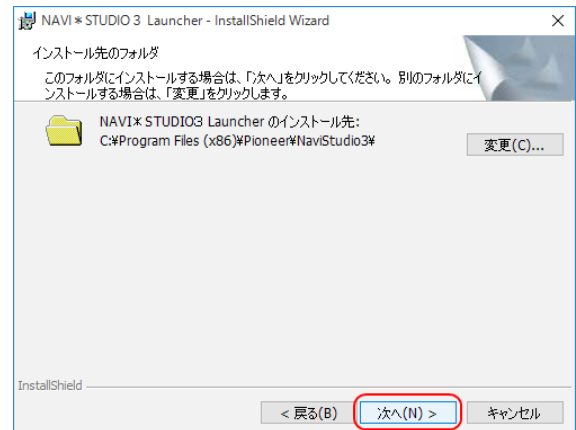 NAVI＊STUDIO 3 Launcher - InstallShield Wizard
インストール先のフォルダ
このフォルダにインストールする場合は、「次へ」をクリックしてください。別のフォルダにイ
ンストールする場合は、「変更」をクリックします。
NAVI＊STUDIO3 Launcher のインストール先:
C:¥Program Files (x86)¥Pioneer¥NaviStudio3¥
変更(C)...
InstallShield
< 戻る(B)
次へ(N) >
キャンセル